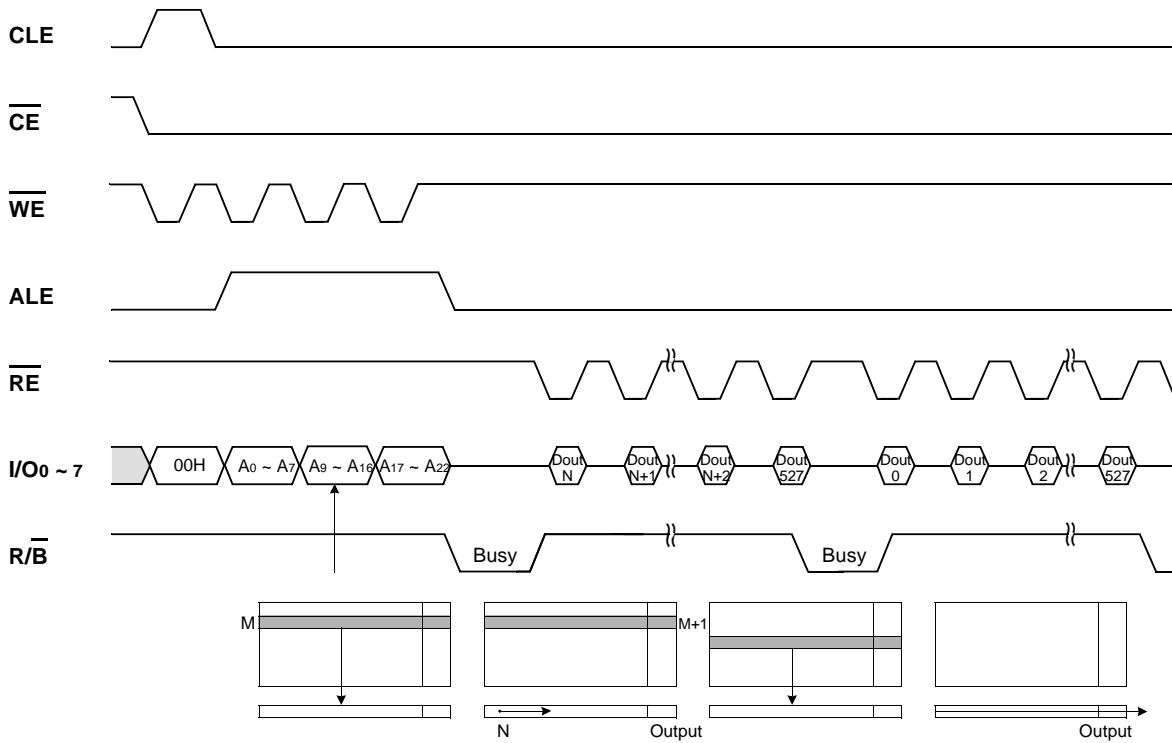 CLE
CE
WE
ALE
RE
I/O0 ~ 7 00H A0 ~ A7 A9 ~ A16 A17 ~ A22 Dout N Dout N+1 Dout N+2 Dout 527 Dout 0 Dout 1 Dout 2 Dout 527
R/B Busy Busy
M M+1
N Output Output